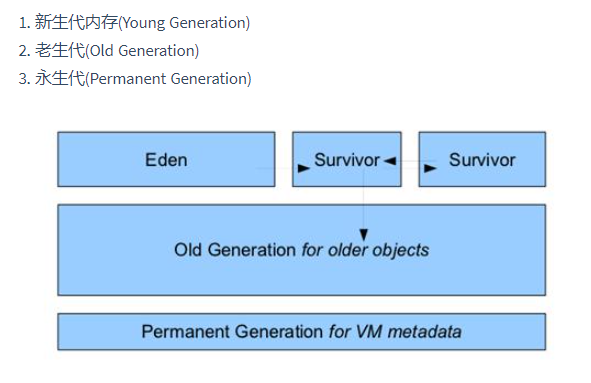 1. 新生代内存(Young Generation)
2. 老生代(Old Generation)
3. 永生代(Permanent Generation)
Eden
Survivor
Survivor
Old Generation for older objects
Permanent Generation for VM metadata